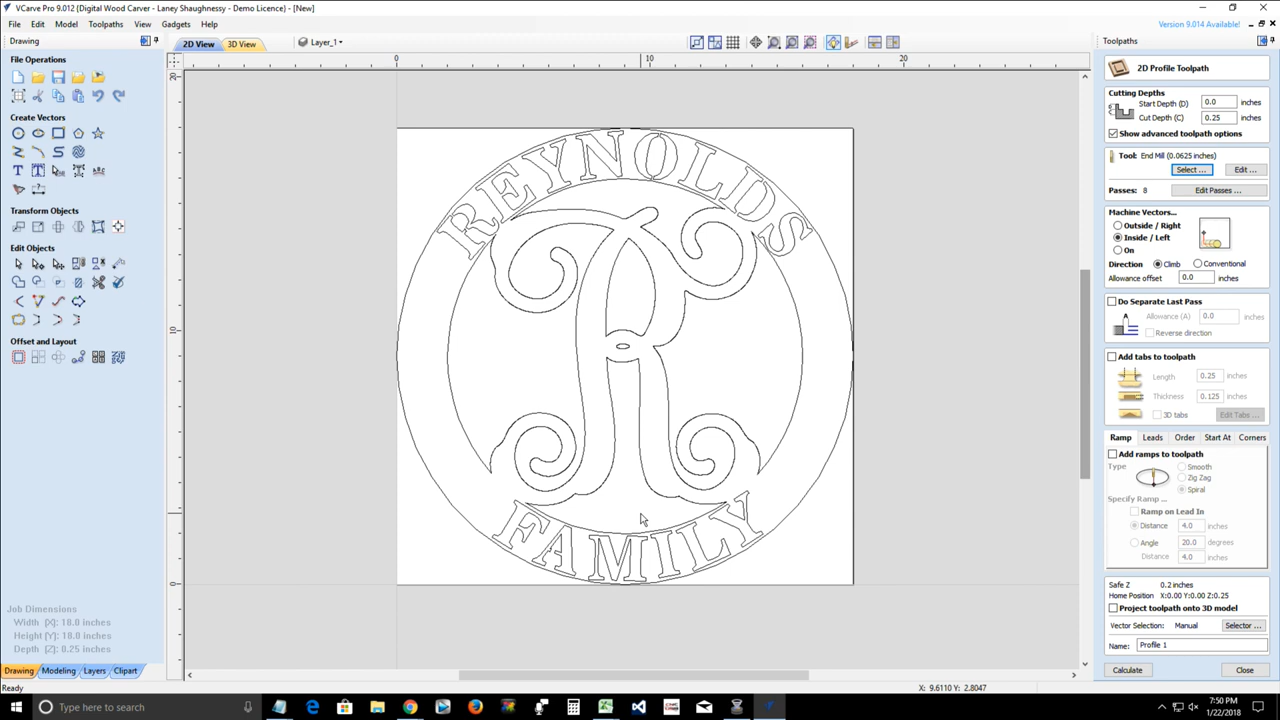 VCarve Pro 9.012 {Digital Wood Carver - Laney Shaughnessy - Demo Licence} - [New]
File Edit Model Toolpaths View Gadgets Help
Version 9.014 Available!
Drawing
2D View 3D View Layer_1
Toolpaths
File Operations
Create Vectors
Transform Objects
Edit Objects
Offset and Layout
Job Dimensions
Width (X): 18.0 inches
Height (Y): 18.0 inches
Depth (Z): 0.25 inches
Drawing Modeling Layers Clipart
Ready
0 10 20
20
10
0
REYNOLDS
R
FAMILY
X: 9.6110 Y: 2.8047
2D Profile Toolpath
Cutting Depths
Start Depth (D) 0.0 inches
Cut Depth (C) 0.25 inches
Show advanced toolpath options
Tool: End Mill (0.0625 inches)
Select ... Edit ...
Passes: 8 Edit Passes ...
Machine Vectors...
Outside / Right
Inside / Left
On
Direction Climb Conventional
Allowance offset 0.0 inches
Do Separate Last Pass
Allowance (A) 0.0 inches
Reverse direction
Add tabs to toolpath
Length 0.25 inches
Thickness 0.125 inches
3D tabs Edit Tabs ...
Ramp Leads Order Start At Corners
Add ramps to toolpath
Type Smooth
Zig Zag
Spiral
Specify Ramp ...
Ramp on Lead In
Distance 4.0 inches
Angle 20.0 degrees
Distance 4.0 inches
Safe Z 0.2 inches
Home Position X:0.00 Y:0.00 Z:0.25
Project toolpath onto 3D model
Vector Selection: Manual Selector ...
Name: Profile 1
Calculate Close
Type here to search
7:50 PM
1/22/2018